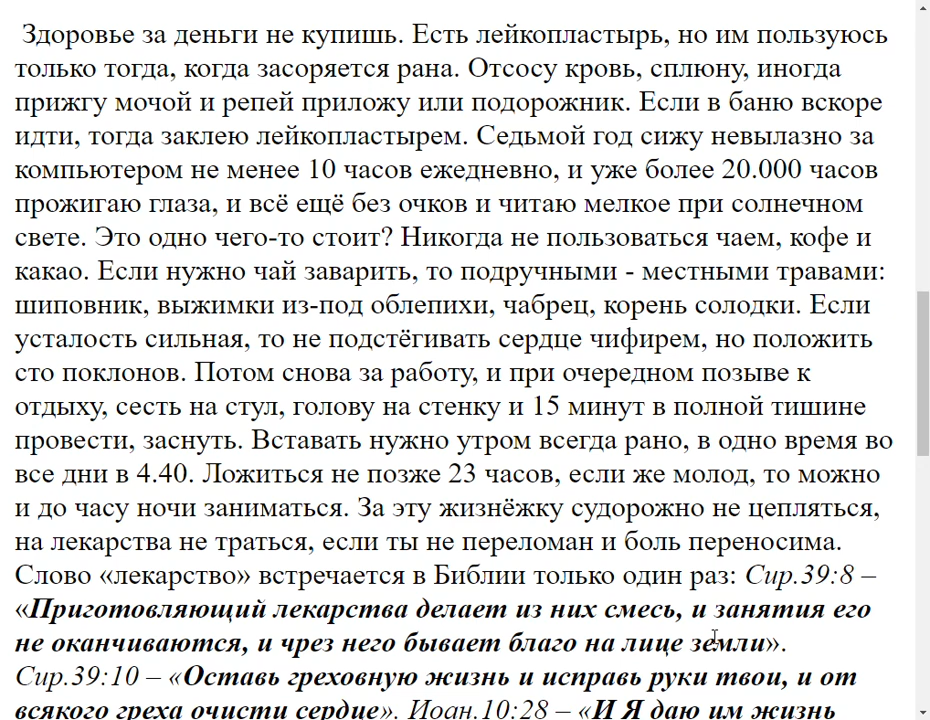 Здоровье за деньги не купишь. Есть лейкопластырь, но им пользуюсь
только тогда, когда засоряется рана. Отсосу кровь, сплюну, иногда
прижгу мочой и репей приложу или подорожник. Если в баню вскоре
идти, тогда заклею лейкопластырем. Седьмой год сижу невылазно за
компьютером не менее 10 часов ежедневно, и уже более 20.000 часов
прожигаю глаза, и всё ещё без очков и читаю мелкое при солнечном
свете. Это одно чего-то стоит? Никогда не пользоваться чаем, кофе и
какао. Если нужно чай заварить, то подручными - местными травами:
шиповник, выжимки из-под облепихи, чабрец, корень солодки. Если
усталость сильная, то не подстёгивать сердце чифирем, но положить
сто поклонов. Потом снова за работу, и при очередном позыве к
отдыху, сесть на стул, голову на стенку и 15 минут в полной тишине
провести, заснуть. Вставать нужно утром всегда рано, в одно время во
все дни в 4.40. Ложиться не позже 23 часов, если же молод, то можно
и до часу ночи заниматься. За эту жизнёжку судорожно не цепляться,
на лекарства не траться, если ты не переломан и боль переносима.
Слово «лекарство» встречается в Библии только один раз: Сир.39:8 –
«Приготовляющий лекарства делает из них смесь, и занятия его
не оканчиваются, и чрез него бывает благо на лице земли».
Сир.39:10 – «Оставь греховную жизнь и исправь руки твои, и от
всякого греха очисти сердце». Иоан.10:28 – «И Я даю им жизнь